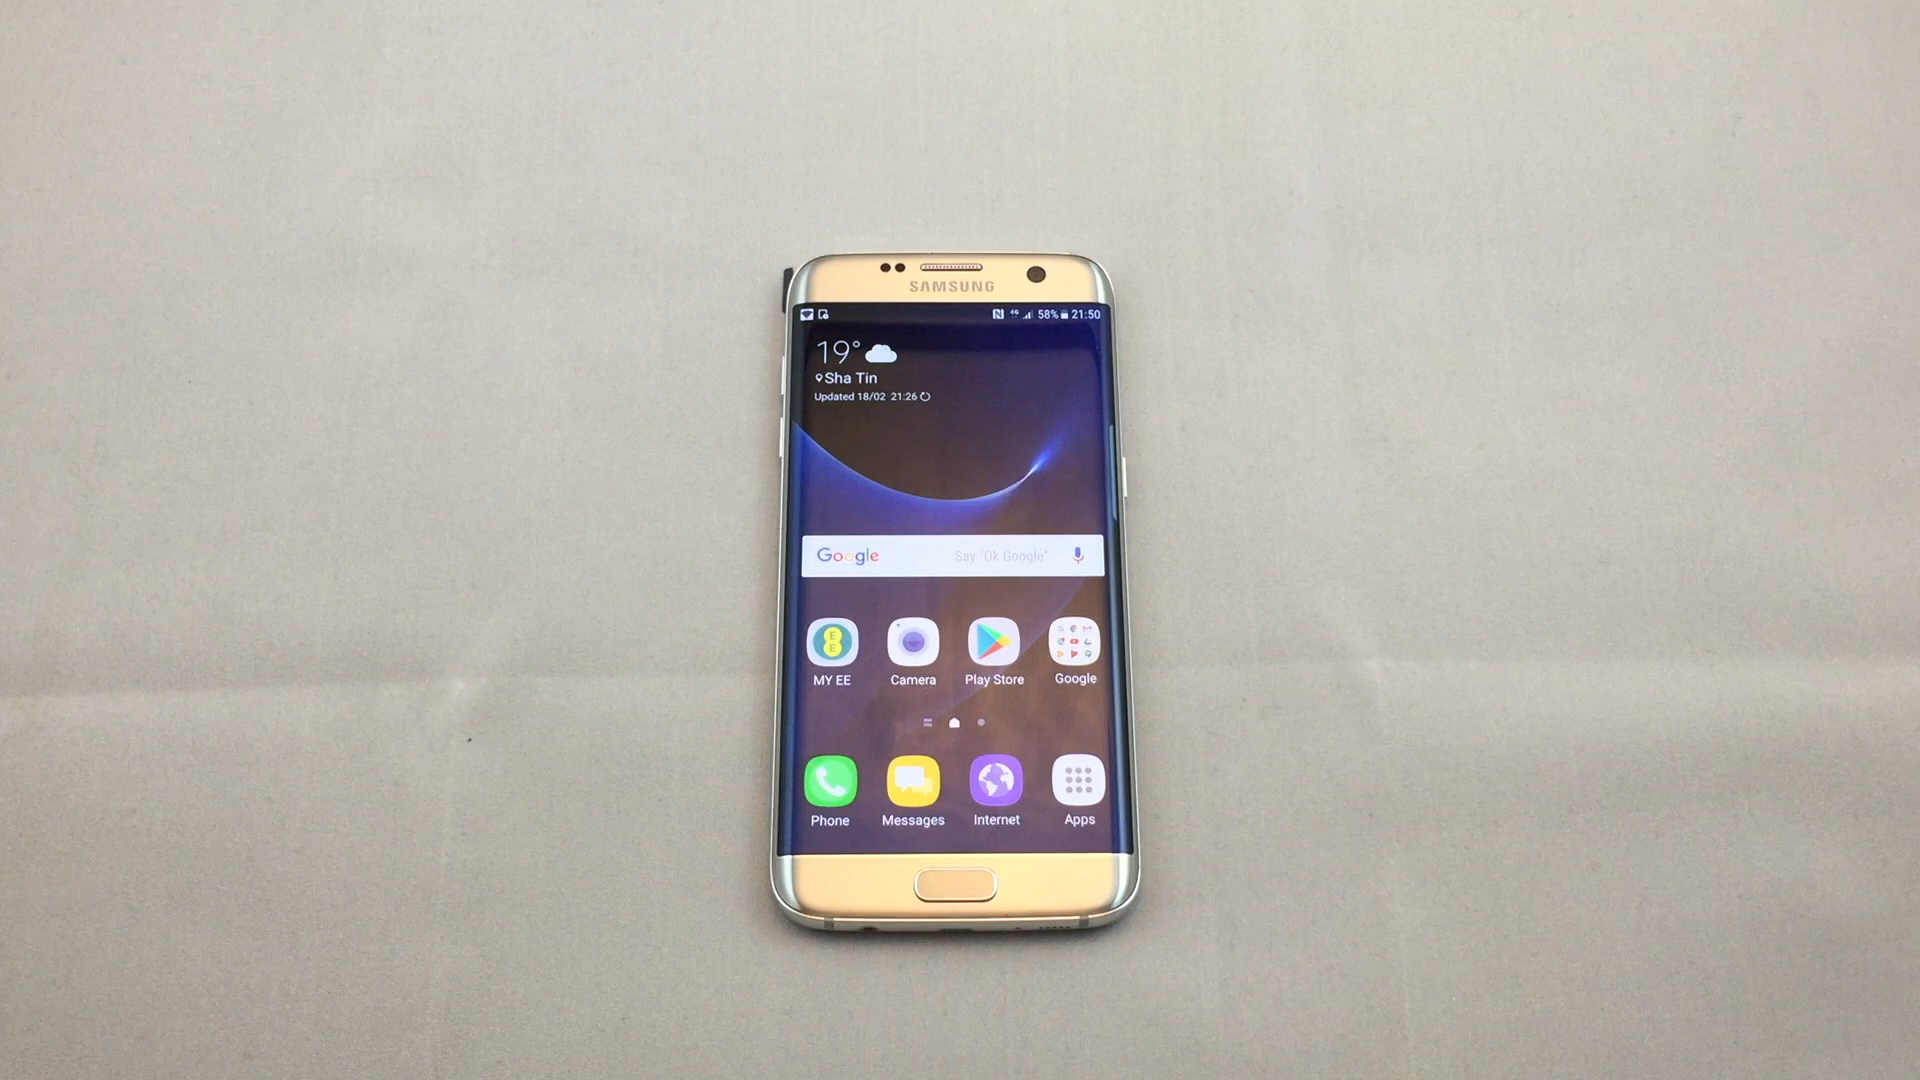 SAMSUNG
4G 58% 21:50
19°
Sha Tin
Updated 18/02 21:26
Google Say "Ok Google"
MY EE Camera Play Store Google
Phone Messages Internet Apps